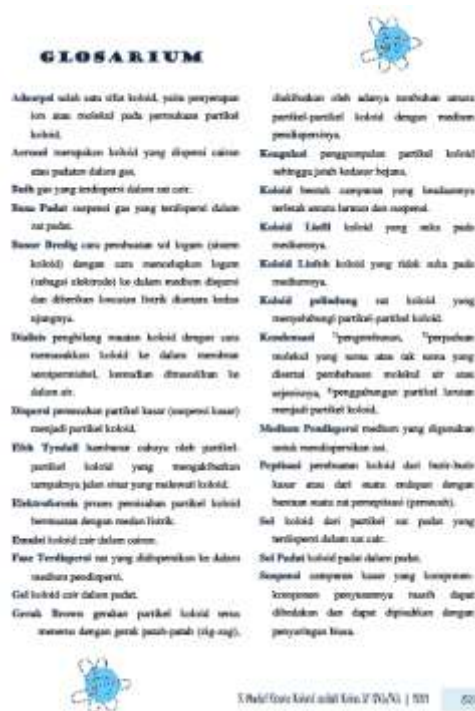 GLOSARIUM
Adsorpsi salah satu sifat koloid, yaitu penyerapan
ion atau molekul pada permukaan partikel
koloid.
Aerosol merupakan koloid yang dispersi cairan
atau padatan dalam gas.
Buih gas yang terdispersi dalam zat cair.
Busa Padat suspensi gas yang terdispersi dalam
zat padat.
Busur Bredig cara pembuatan sol logam (sistem
koloid) dengan cara mencelupkan logam
(sebagai elektrode) ke dalam medium dispersi
dan diberikan loncatan listrik diantara kedua
ujungnya.
Dialisis penghilang muatan koloid dengan cara
memasukkan koloid ke dalam membran
semipermiabel, kemudian dimasukkan ke
dalam air.
Dispersi pemecahan partikel kasar (suspensi kasar)
menjadi partikel koloid.
Efek Tyndall hamburan cahaya oleh partikel-
partikel koloid yang mengakibatkan
tampaknya jalan sinar yang melewati koloid.
Elektroforesis proses pemisahan partikel koloid
bermuatan dengan medan listrik.
Emulsi koloid cair dalam cairan.
Fase Terdispersi zat yang didispersikan ke dalam
medium pendispersi.
Gel koloid cair dalam padat.
Gerak Brown gerakan partikel koloid terus
menerus dengan gerak patah-patah (zig-zag),
diakibatkan oleh adanya tumbukan antara
partikel-partikel koloid dengan medium
pendispersinya.
Koagulasi penggumpalan partikel koloid
sehingga jatuh kedasar bejana.
Koloid bentuk campuran yang keadaannya
terletak antara larutan dan suspensi.
Koloid Liofil koloid yang suka pada
mediumnya.
Koloid Liofob koloid yang tidak suka pada
mediumnya.
Koloid pelindung zat koloid yang
menyelubungi partikel-partikel koloid.
Kondensasi pengembunan, perpaduan
molekul yang sama atau tak sama yang
disertai pembebasan molekul air atau
sejenisnya, penggabungan partikel larutan
menjadi partikel koloid.
Medium Pendispersi medium yang digunakan
untuk mendispersikan zat.
Peptisasi pembuatan koloid dari butir-butir
kasar atau dari suatu endapan dengan
bantuan suatu zat pemeptisasi (pemecah).
Sol koloid dari partikel zat padat yang
terdispersi dalam zat cair.
Sol Padat koloid padat dalam padat.
Suspensi campuran kasar yang komponen-
komponen penyusunnya masih dapat
dibedakan dan dapat dipisahkan dengan
penyaringan biasa.